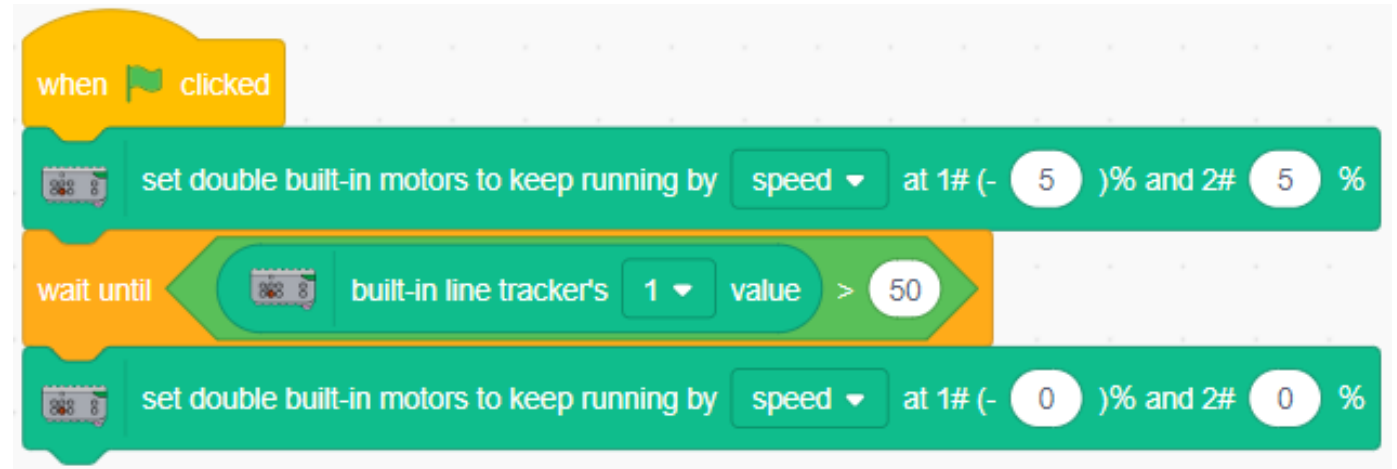 when clicked
set double built-in motors to keep running by speed at 1# (- 5 )% and 2# 5 %
wait until built-in line tracker's 1 value > 50
set double built-in motors to keep running by speed at 1# (- 0 )% and 2# 0 %